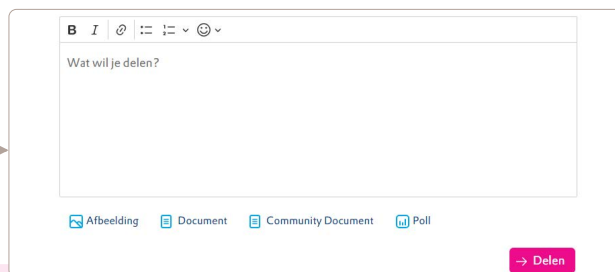 B I
Wat wil je delen?
Afbeelding Document Community Document Poll
→ Delen